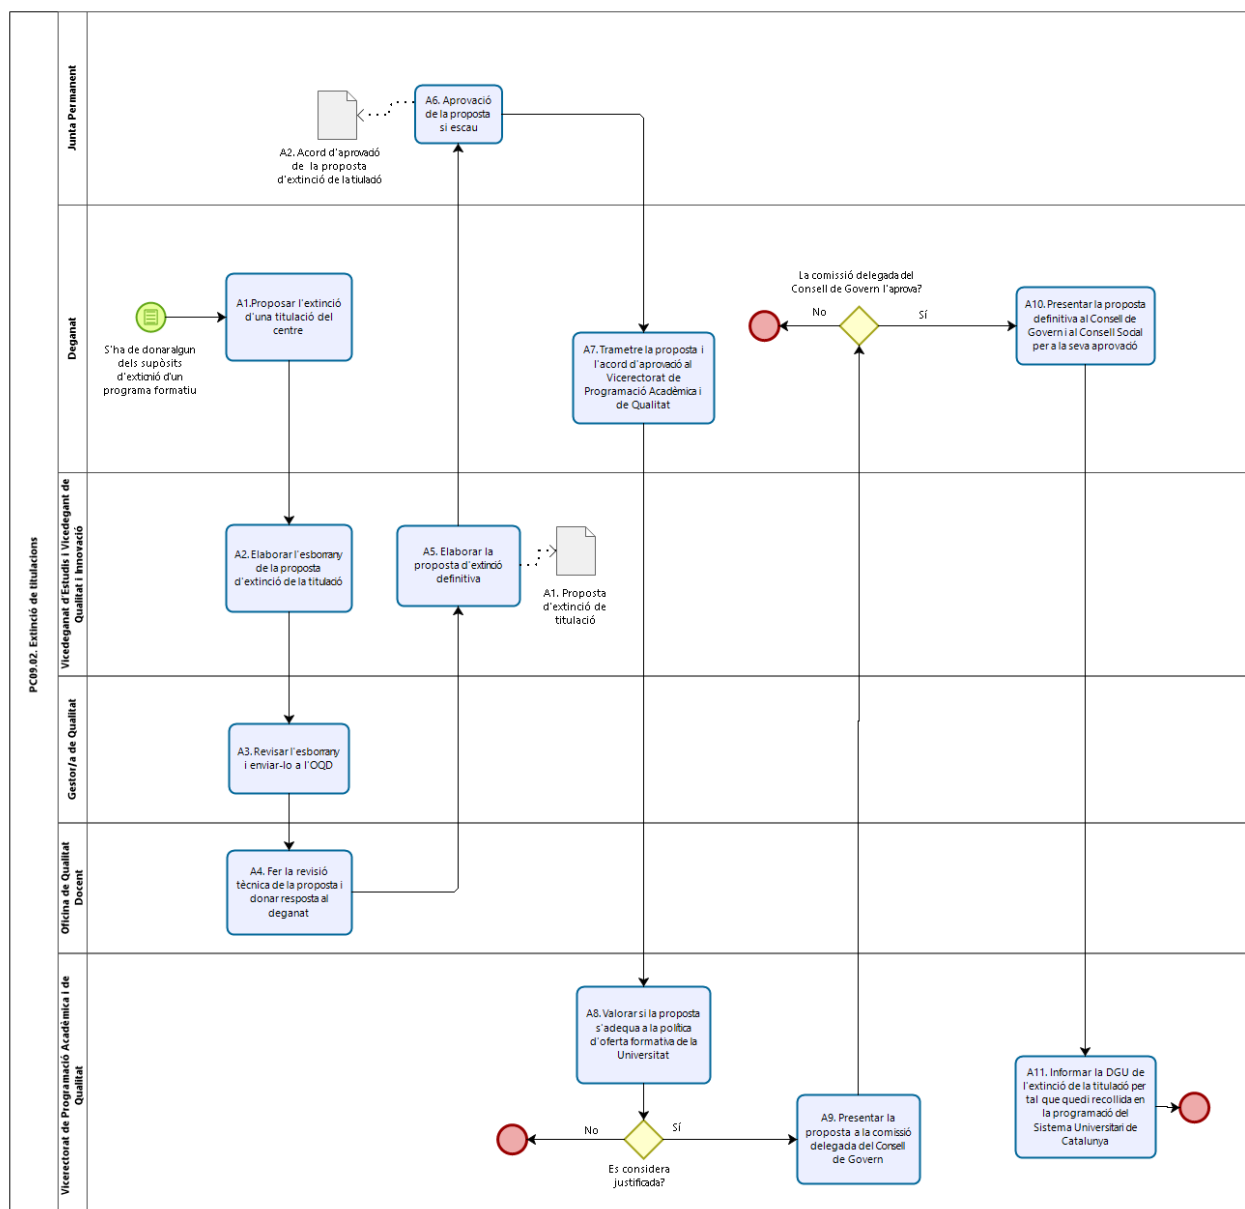 PC09.02. Extinció de titulacions
Junta Permanent
A6. Aprovació
de la proposta
si escau
A2. Acord d'aprovació
de la proposta
d'extinció de la tiulació
Deganat
S'ha de donar algun
dels supòsits
d'exticnió d'un
programa formatiu
A1.Proposar l'extinció
d'una titulació del
centre
A7. Trametre la proposta i
l'acord d'aprovació al
Vicerectorat de
Programació Acadèmica i
de Qualitat
La comissió delegada del
Consell de Govern l'aprova?
No
Sí
A10. Presentar la proposta
definitiva al Consell de
Govern i al Consell Social
per a la seva aprovació
Vicedeganat d'Estudis i Vicedegant de
Qualitat i Innovació
A2. Elaborar l'esborrany
de la proposta
d'extinció de la titulació
A5. Elaborar la
proposta d'extinció
definitiva
A1. Proposta
d'extinció de
titulació
Gestor/a de Qualitat
A3. Revisar l'esborrany
i enviar-lo a l'OQD
Oficina de Qualitat
Docent
A4. Fer la revisió
tècnica de la proposta i
donar resposta al
deganat
Vicerectorat de Programació Acadèmica i de
Qualitat
A8. Valorar si la proposta
s'adequa a la política
d'oferta formativa de la
Universitat
No
Sí
Es considera
justificada?
A9. Presentar la
proposta a la comissió
delegada del Consell
de Govern
A11. Informar la DGU de
l'extinció de la titulació per
tal que quedi recollida en
la programació del
Sistema Universitari de
Catalunya